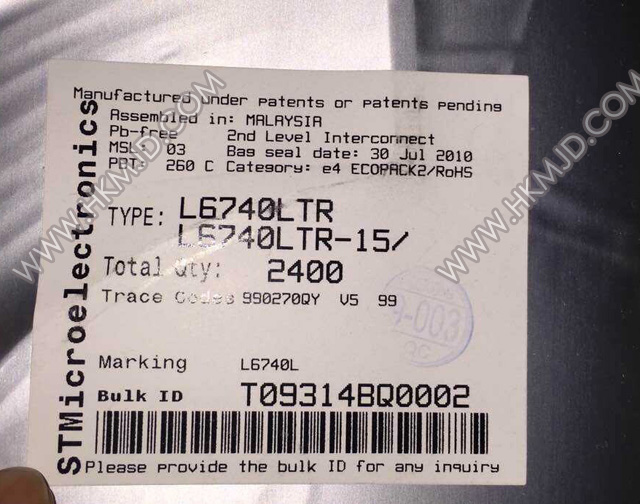 Manufactured under patents or patents pending
Assembled in: MALAYSIA
Pb-free 2nd Level Interconnect
MSL: 03 Bag seal date: 30 Jul 2010
PBT: 260 C Category: e4 ECOPACK2/RoHS
TYPE: L6740LTR
L6740LTR-15/
Total Qty: 2400
Trace Codes 990270QY V5 99
Marking L6740L
Bulk ID T09314BQ0002
Please provide the bulk ID for any inquiry
STMicroelectronics
-003
QC
WWW.HKMJD.COM
WWW.HKMJD.COM